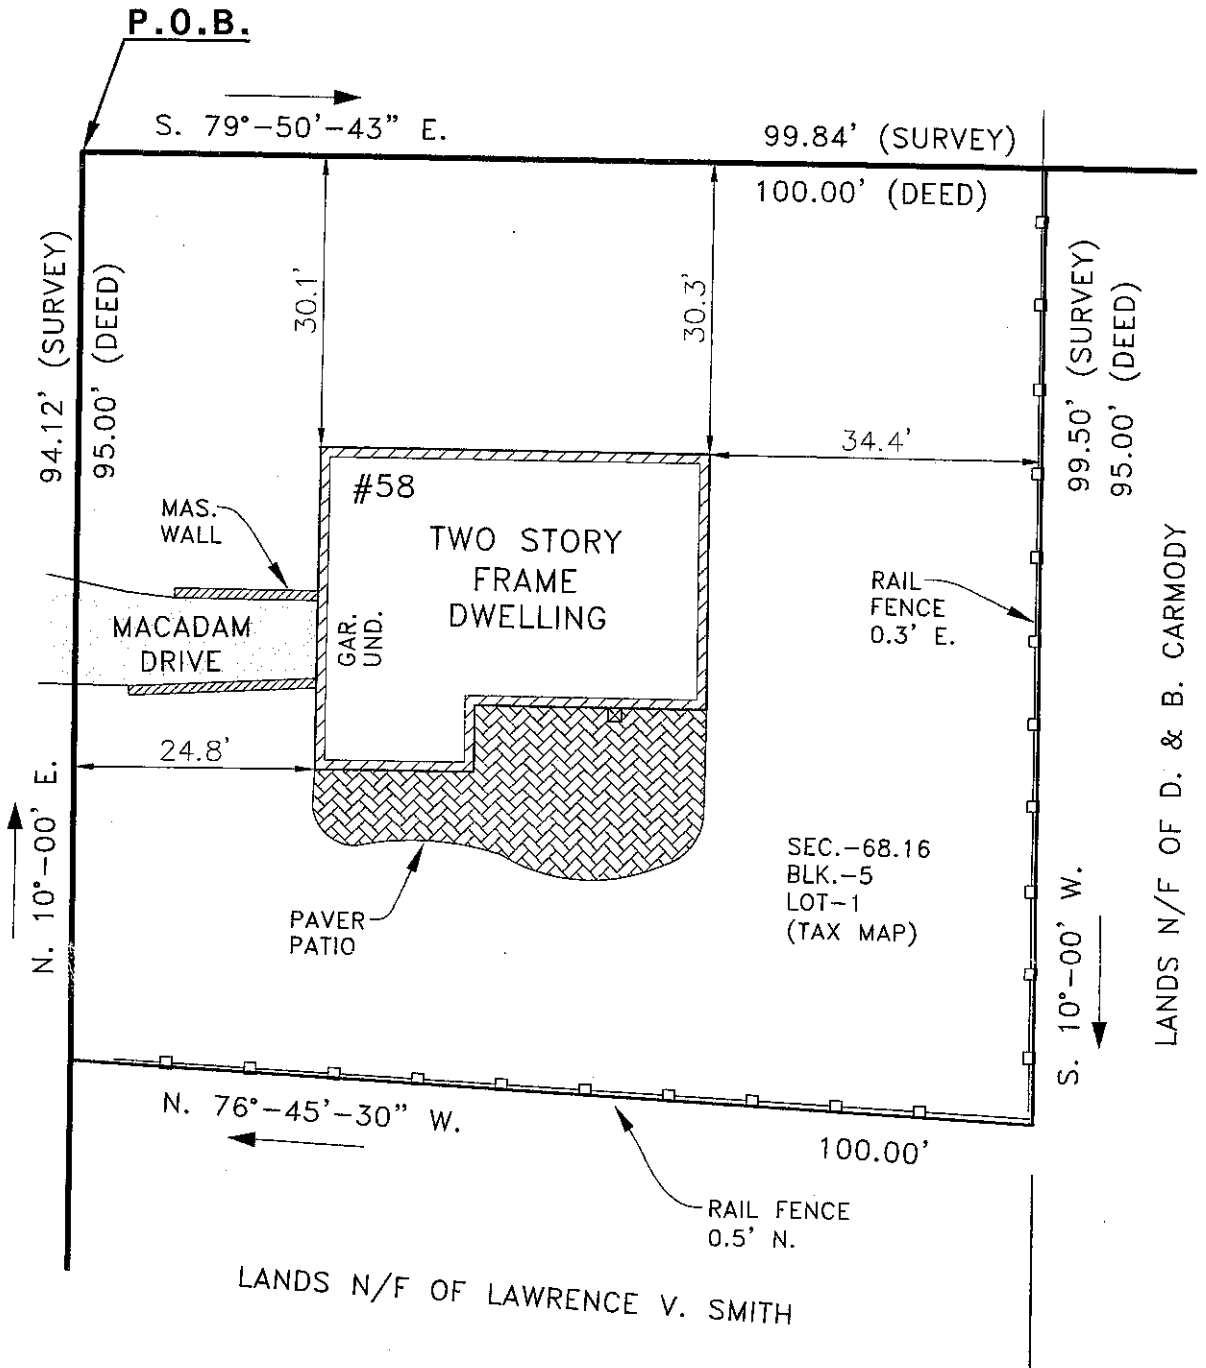 P.O.B.
S. 79°-50'-43" E.
99.84' (SURVEY)
100.00' (DEED)
94.12' (SURVEY)
95.00' (DEED)
30.1'
30.3'
99.50' (SURVEY)
95.00' (DEED)
34.4'
#58
MAS.
WALL
TWO STORY
FRAME
DWELLING
RAIL
FENCE
0.3' E.
MACADAM
DRIVE
GAR.
UND.
LANDS N/F OF D. & B. CARMODY
24.8'
N. 10°-00' E.
SEC.-68.16
BLK.-5
LOT-1
(TAX MAP)
S. 10°-00' W.
PAVER
PATIO
N. 76°-45'-30" W.
100.00'
RAIL FENCE
0.5' N.
LANDS N/F OF LAWRENCE V. SMITH